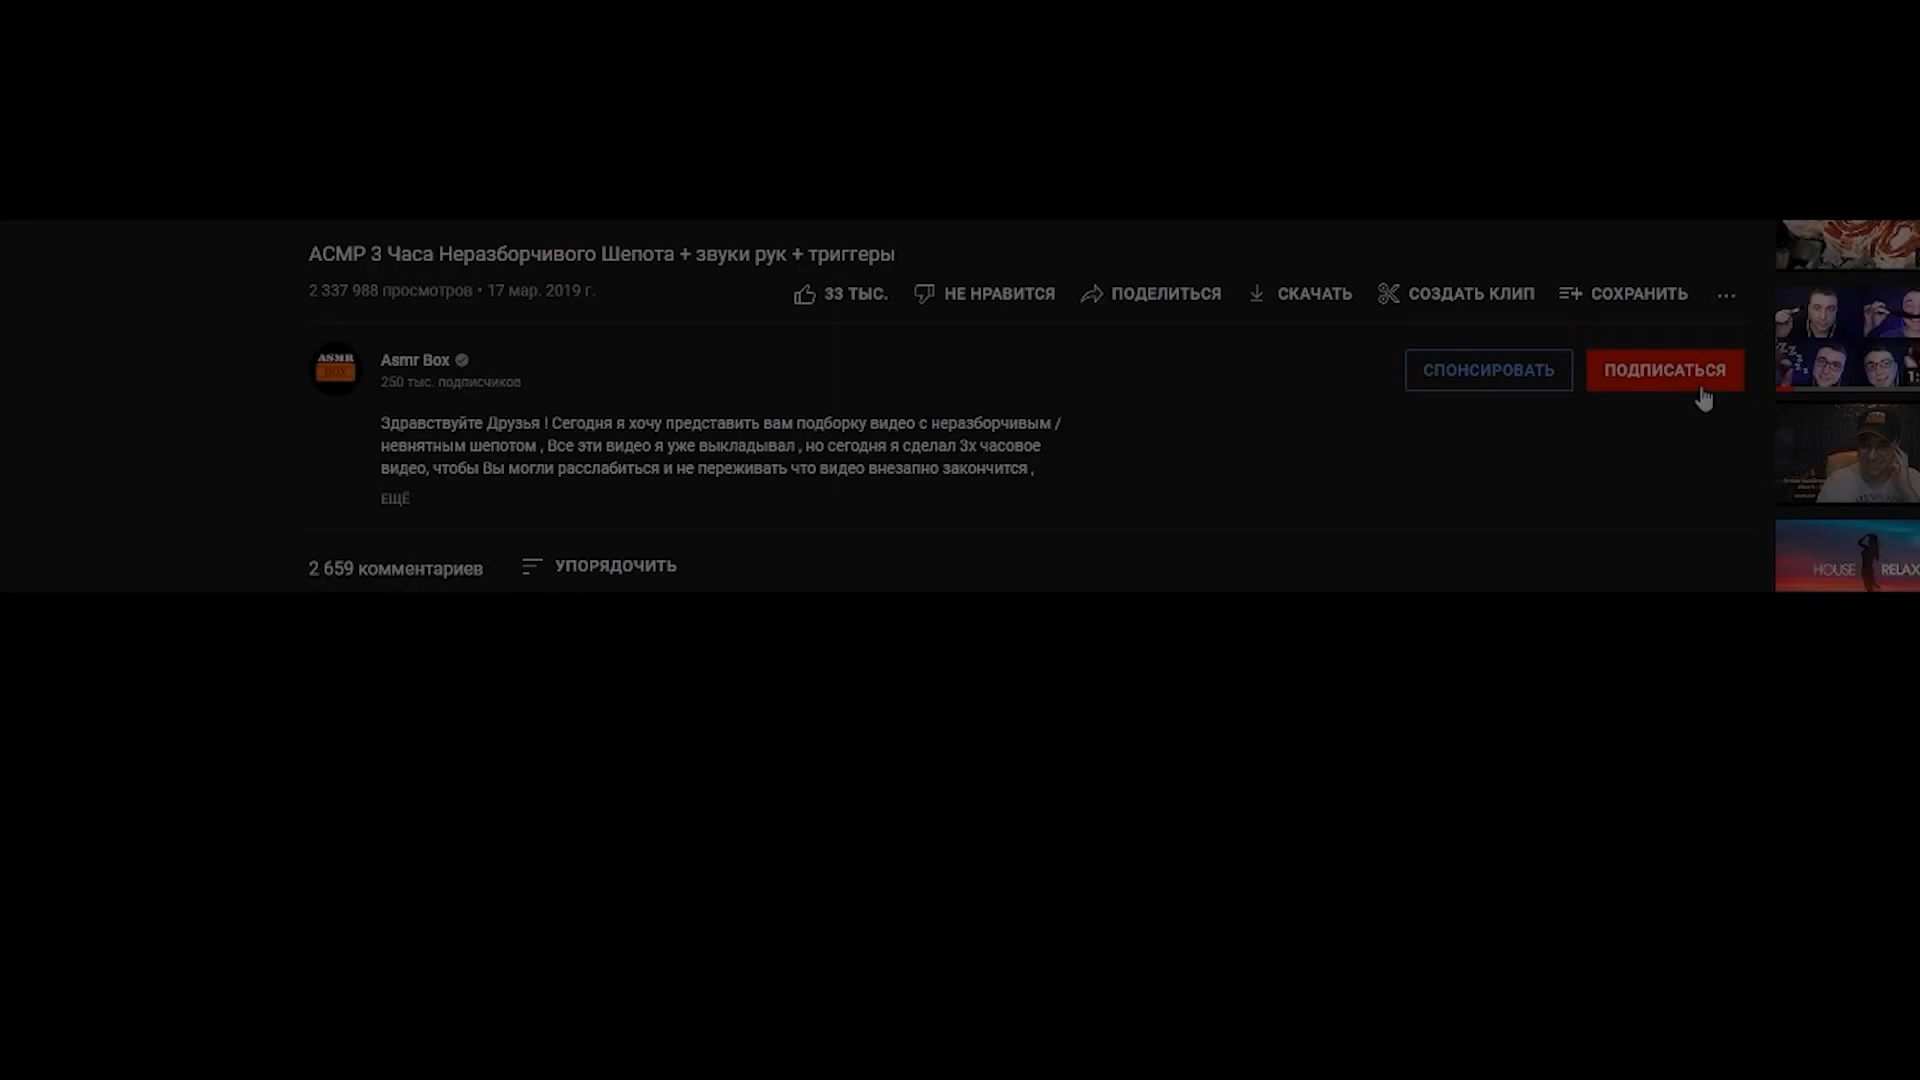 АСМР 3 Часа Неразборчивого Шепота + звуки рук + триггеры
2 337 988 просмотров • 17 мар. 2019 г.
33 ТЫС.
НЕ НРАВИТСЯ
ПОДЕЛИТЬСЯ
СКАЧАТЬ
СОЗДАТЬ КЛИП
СОХРАНИТЬ
ASMR
BOX
Asmr Box
250 тыс. подписчиков
СПОНСИРОВАТЬ
ПОДПИСАТЬСЯ
Здравствуйте Друзья ! Сегодня я хочу представить вам подборку видео с неразборчивым /
невнятным шепотом , Все эти видео я уже выкладывал , но сегодня я сделал 3х часовое
видео, чтобы Вы могли расслабиться и не переживать что видео внезапно закончится ,
ЕЩЁ
2 659 комментариев
УПОРЯДОЧИТЬ
HOUSE RELAX